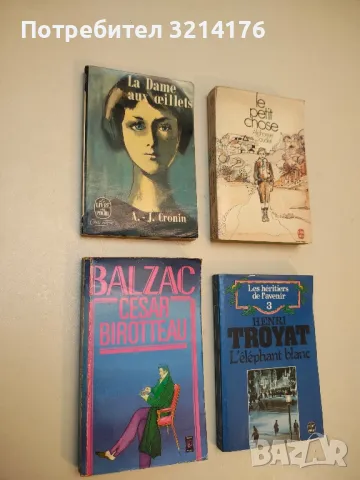 Потребител 3214176
La Dame
aux œillets
A.-J. Cronin
le petit
chose
BALZAC
CESAR
BIROTTEAU
Les héritiers
de l'avenir
3
HENRI
TROYAT
L'éléphant blanc
BAZAR